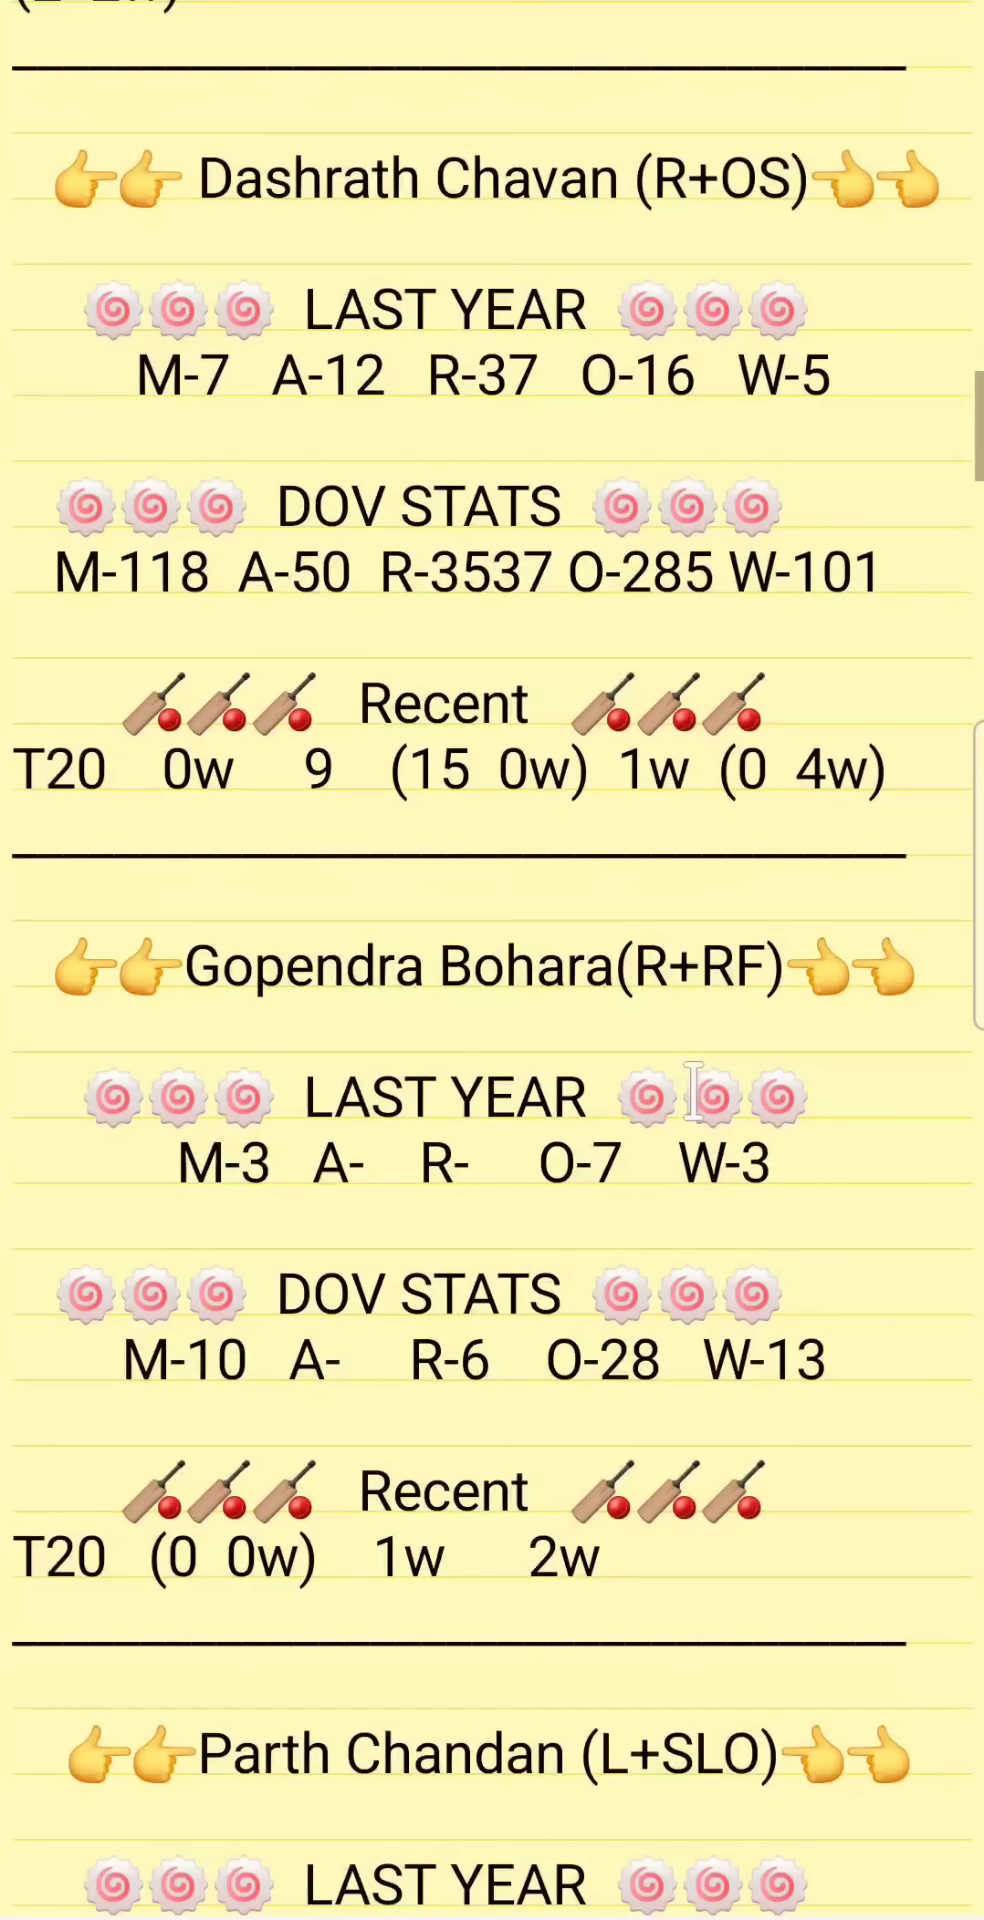 👉👉 Dashrath Chavan (R+OS)👈👈
🍥🍥🍥 LAST YEAR 🍥🍥🍥
M-7 A-12 R-37 O-16 W-5
🍥🍥🍥 DOV STATS 🍥🍥🍥
M-118 A-50 R-3537 O-285 W-101
🏏🏏🏏 Recent 🏏🏏🏏
T20 0w 9 (15 0w) 1w (0 4w)
👉👉Gopendra Bohara(R+RF)👈👈
🍥🍥🍥 LAST YEAR 🍥🍥🍥
M-3 A- R- O-7 W-3
🍥🍥🍥 DOV STATS 🍥🍥🍥
M-10 A- R-6 O-28 W-13
🏏🏏🏏 Recent 🏏🏏🏏
T20 (0 0w) 1w 2w
👉👉Parth Chandan (L+SLO)👈👈
🍥🍥🍥 LAST YEAR 🍥🍥🍥